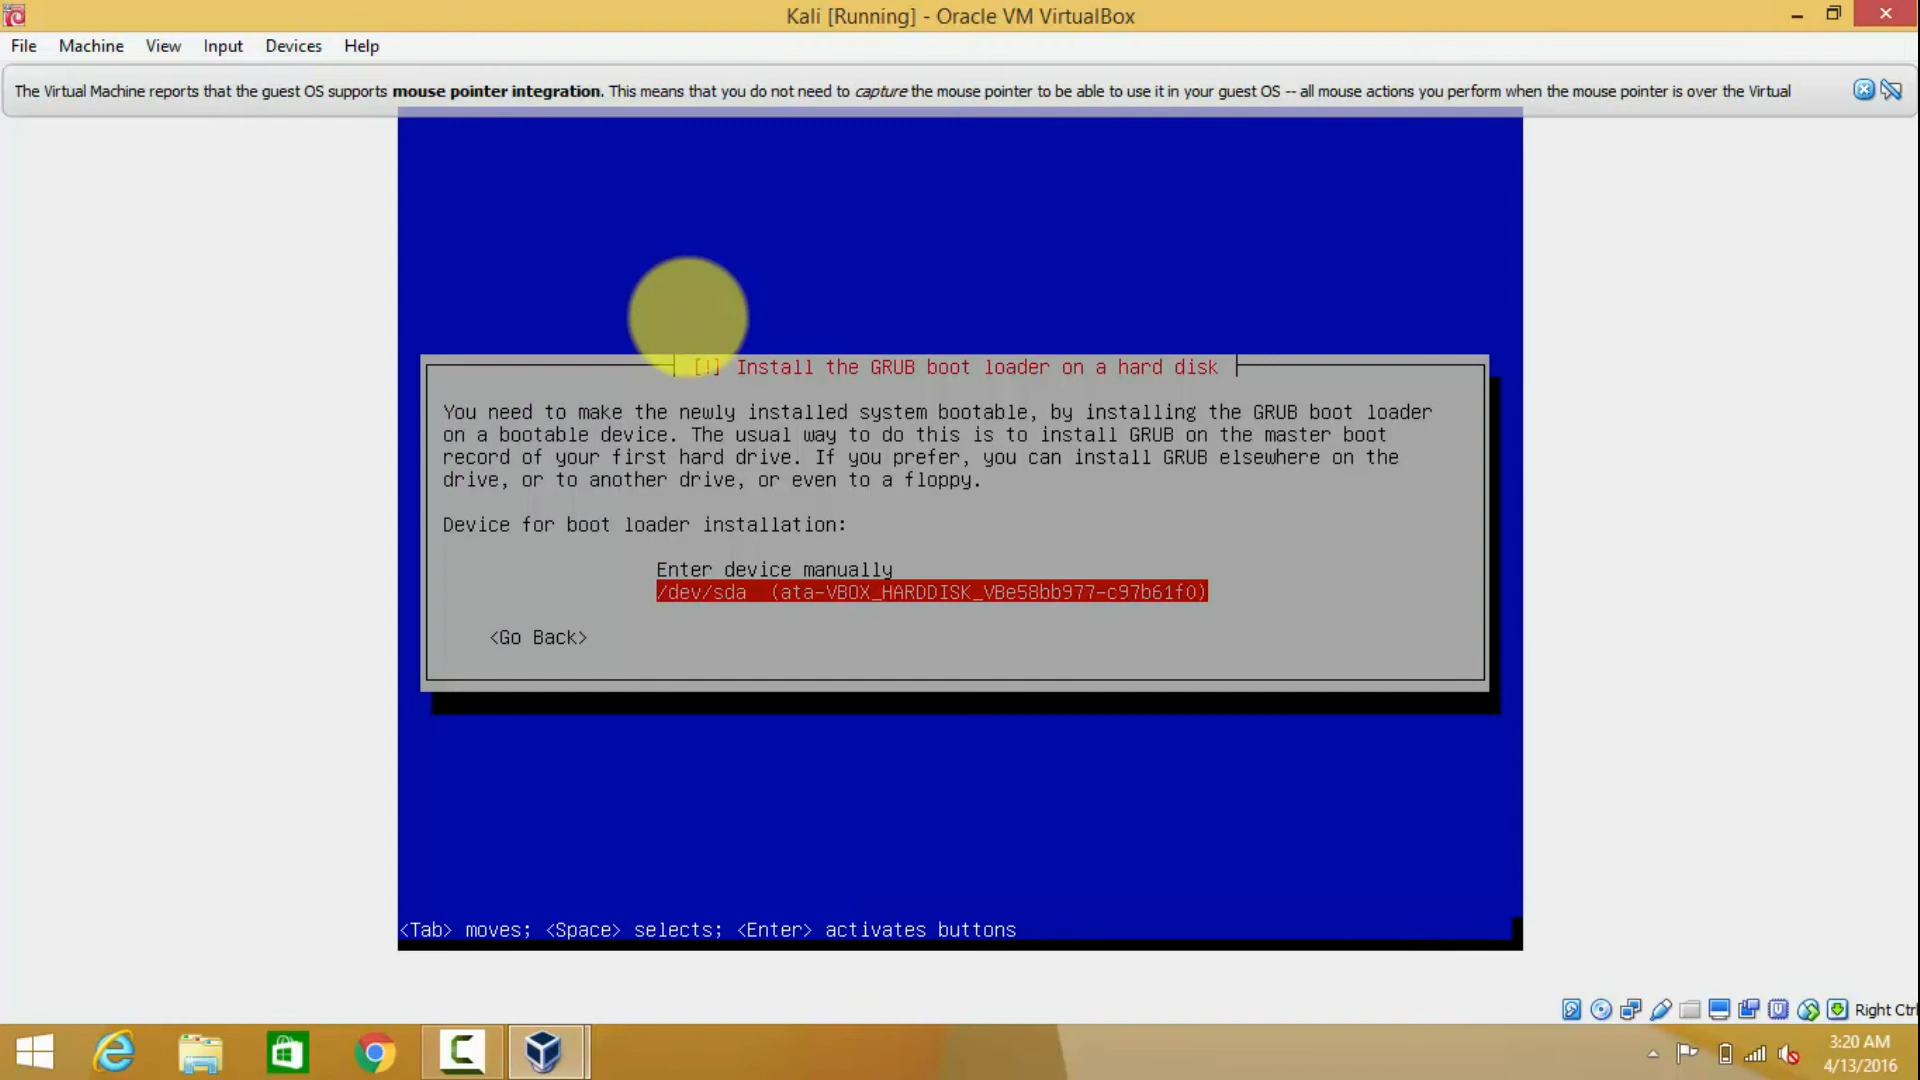 Kali [Running] - Oracle VM VirtualBox
File Machine View Input Devices Help
The Virtual Machine reports that the guest OS supports mouse pointer integration. This means that you do not need to capture the mouse pointer to be able to use it in your guest OS -- all mouse actions you perform when the mouse pointer is over the Virtual
[!] Install the GRUB boot loader on a hard disk
You need to make the newly installed system bootable, by installing the GRUB boot loader
on a bootable device. The usual way to do this is to install GRUB on the master boot
record of your first hard drive. If you prefer, you can install GRUB elsewhere on the
drive, or to another drive, or even to a floppy.
Device for boot loader installation:
Enter device manually
/dev/sda  (ata-VBOX_HARDDISK_VBe58bb977-c97b61f0)
<Go Back>
<Tab> moves; <Space> selects; <Enter> activates buttons
Right Ctrl
3:20 AM
4/13/2016